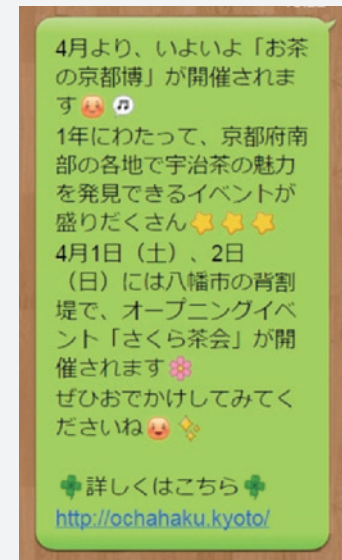 4月より、いよいよ「お茶
の京都博」が開催されま
す
1年にわたって、京都府南
部の各地で宇治茶の魅力
を発見できるイベントが
盛りだくさん
4月1日（土）、2日
（日）には八幡市の背割
堤で、オープニングイベ
ント「さくら茶会」が開
催されます
ぜひおでかけしてみてく
ださいね
詳しくはこちら
http://ochahaku.kyoto/